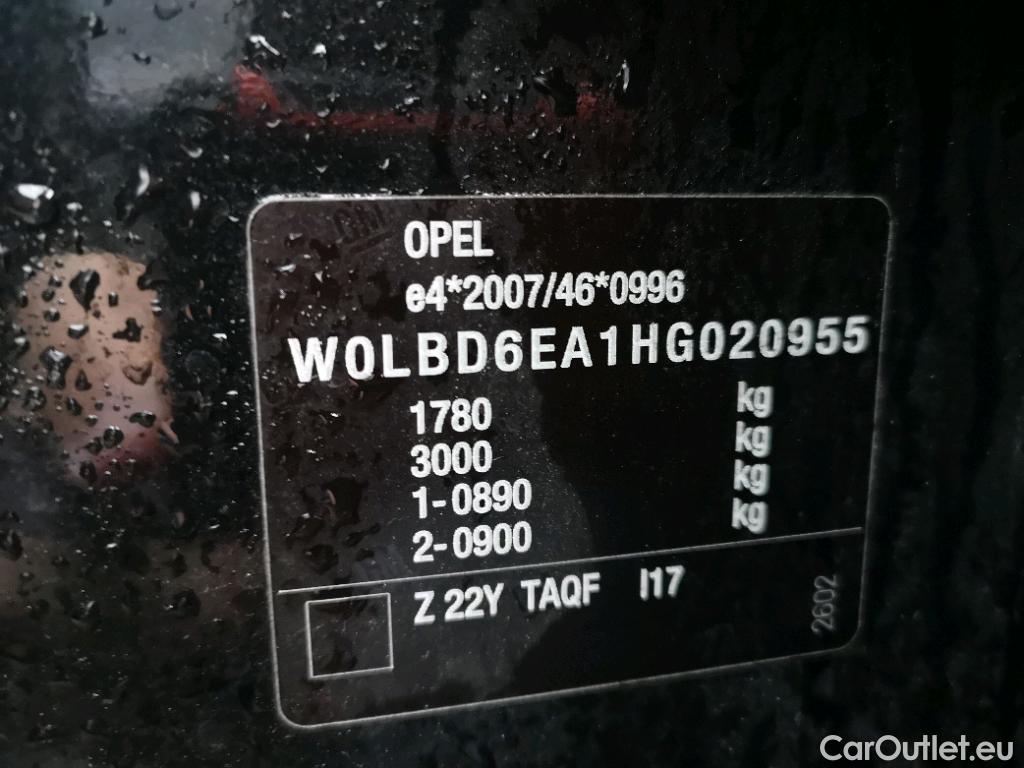 OPEL
e4*2007/46*0996
W0LBD6EA1HG020955
1780 kg
3000 kg
1-0890 kg
2-0900 kg
Z 22Y TAQF I17
2602
CarOutlet.eu